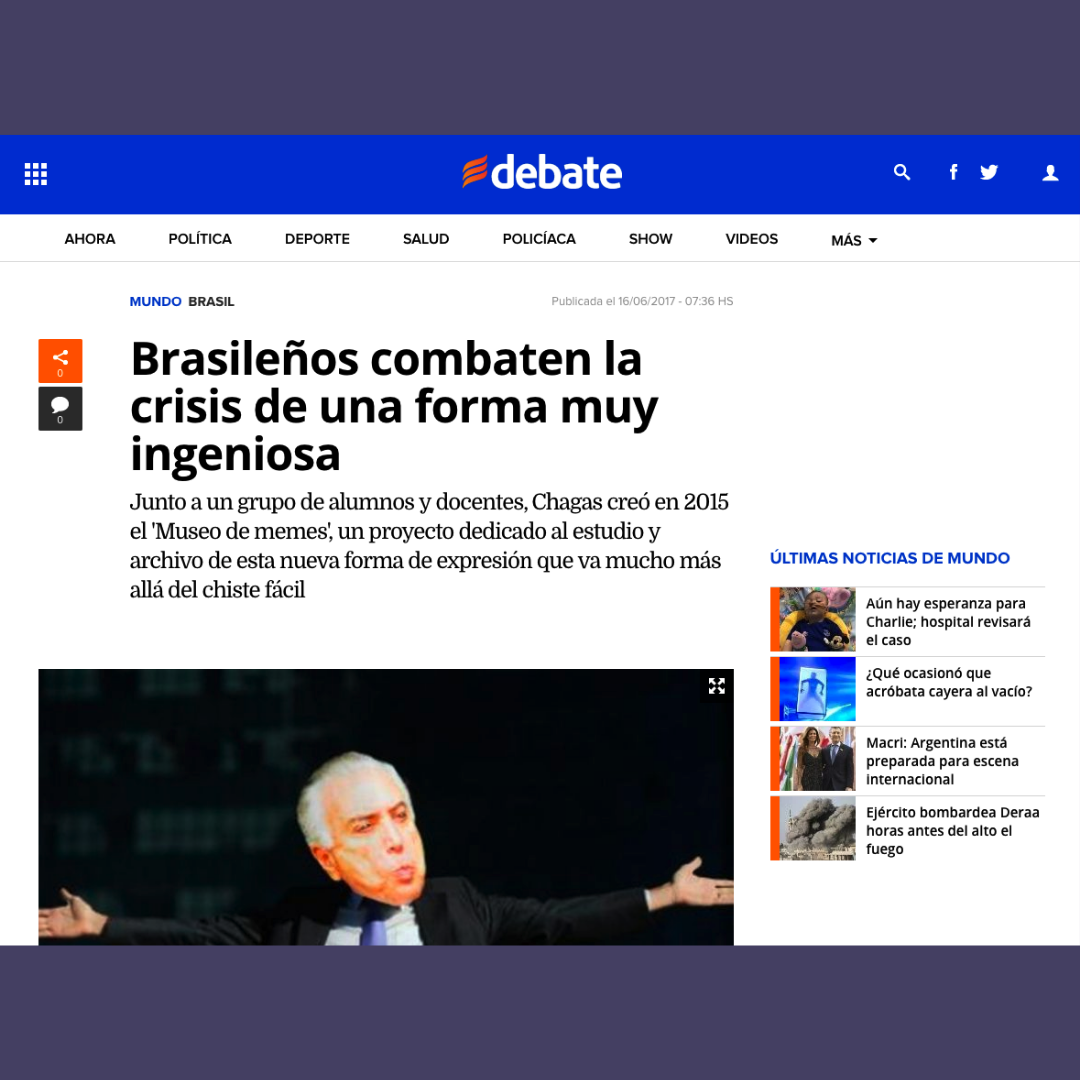 debate
AHORA
POLÍTICA
DEPORTE
SALUD
POLICÍACA
SHOW
VIDEOS
MÁS
MUNDO BRASIL
Publicada el 16/06/2017 - 07:36 HS
0
0
Brasileños combaten la
crisis de una forma muy
ingeniosa
Junto a un grupo de alumnos y docentes, Chagas creó en 2015
el 'Museo de memes', un proyecto dedicado al estudio y
archivo de esta nueva forma de expresión que va mucho más
allá del chiste fácil
ÚLTIMAS NOTICIAS DE MUNDO
Aún hay esperanza para
Charlie; hospital revisará
el caso
¿Qué ocasionó que
acróbata cayera al vacío?
Macri: Argentina está
preparada para escena
internacional
Ejército bombardea Deraa
horas antes del alto el
fuego